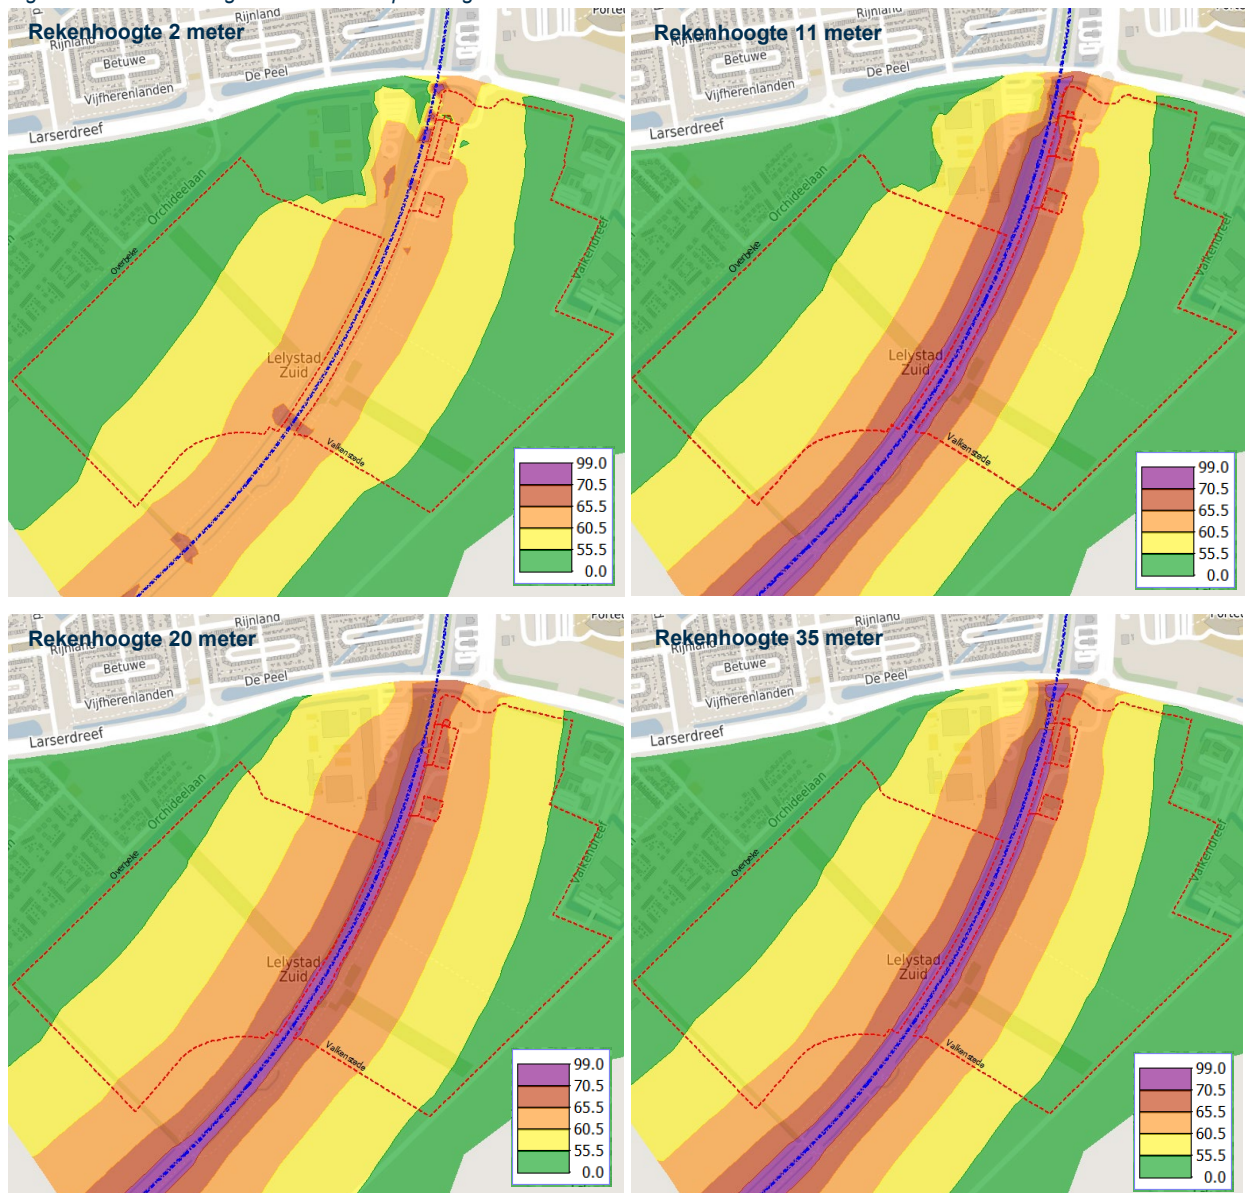 Rekenhoogte 2 meter
Rijnland
Betuwe
De Peel
Vijfherenlanden
Larserdreef
Orchideelaan
Overbeke
Valkendreef
Lelystad
Zuid
Valkenstede
99.0
70.5
65.5
60.5
55.5
0.0
Rekenhoogte 11 meter
Rijnland
Betuwe
De Peel
Vijfherenlanden
Larserdreef
Orchideelaan
Overbeke
Valkendreef
Lelystad
Zuid
Valkenstede
99.0
70.5
65.5
60.5
55.5
0.0
Rekenhoogte 20 meter
Rijnland
Betuwe
De Peel
Vijfherenlanden
Larserdreef
Orchideelaan
Overbeke
Valkendreef
Lelystad
Zuid
Valkenstede
99.0
70.5
65.5
60.5
55.5
0.0
Rekenhoogte 35 meter
Rijnland
Betuwe
De Peel
Vijfherenlanden
Larserdreef
Orchideelaan
Overbeke
Valkendreef
Lelystad
Zuid
Valkenstede
99.0
70.5
65.5
60.5
55.5
0.0